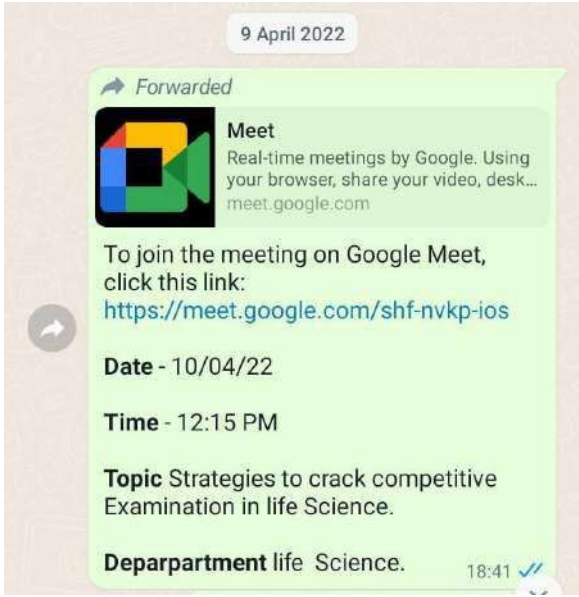 9 April 2022
Forwarded
Meet
Real-time meetings by Google. Using
your browser, share your video, desk...
meet.google.com
To join the meeting on Google Meet,
click this link:
https://meet.google.com/shf-nvkp-ios
Date - 10/04/22
Time - 12:15 PM
Topic Strategies to crack competitive
Examination in life Science.
Deparpartment life Science.
18:41